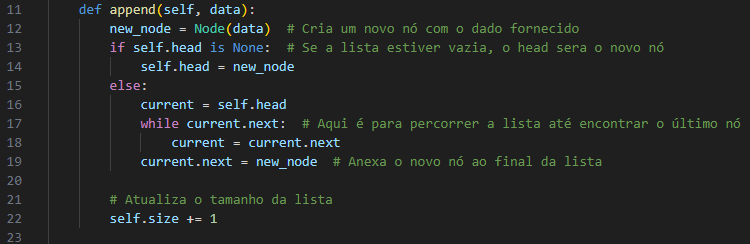 11 def append(self, data):
12 new_node = Node(data)  # Cria um novo nó com o dado fornecido
13 if self.head is None:  # Se a lista estiver vazia, o head sera o novo nó
14 self.head = new_node
15 else:
16 current = self.head
17 while current.next:  # Aqui é para percorrer a lista até encontrar o último nó
18 current = current.next
19 current.next = new_node  # Anexa o novo nó ao final da lista
20
21 # Atualiza o tamanho da lista
22 self.size += 1
23